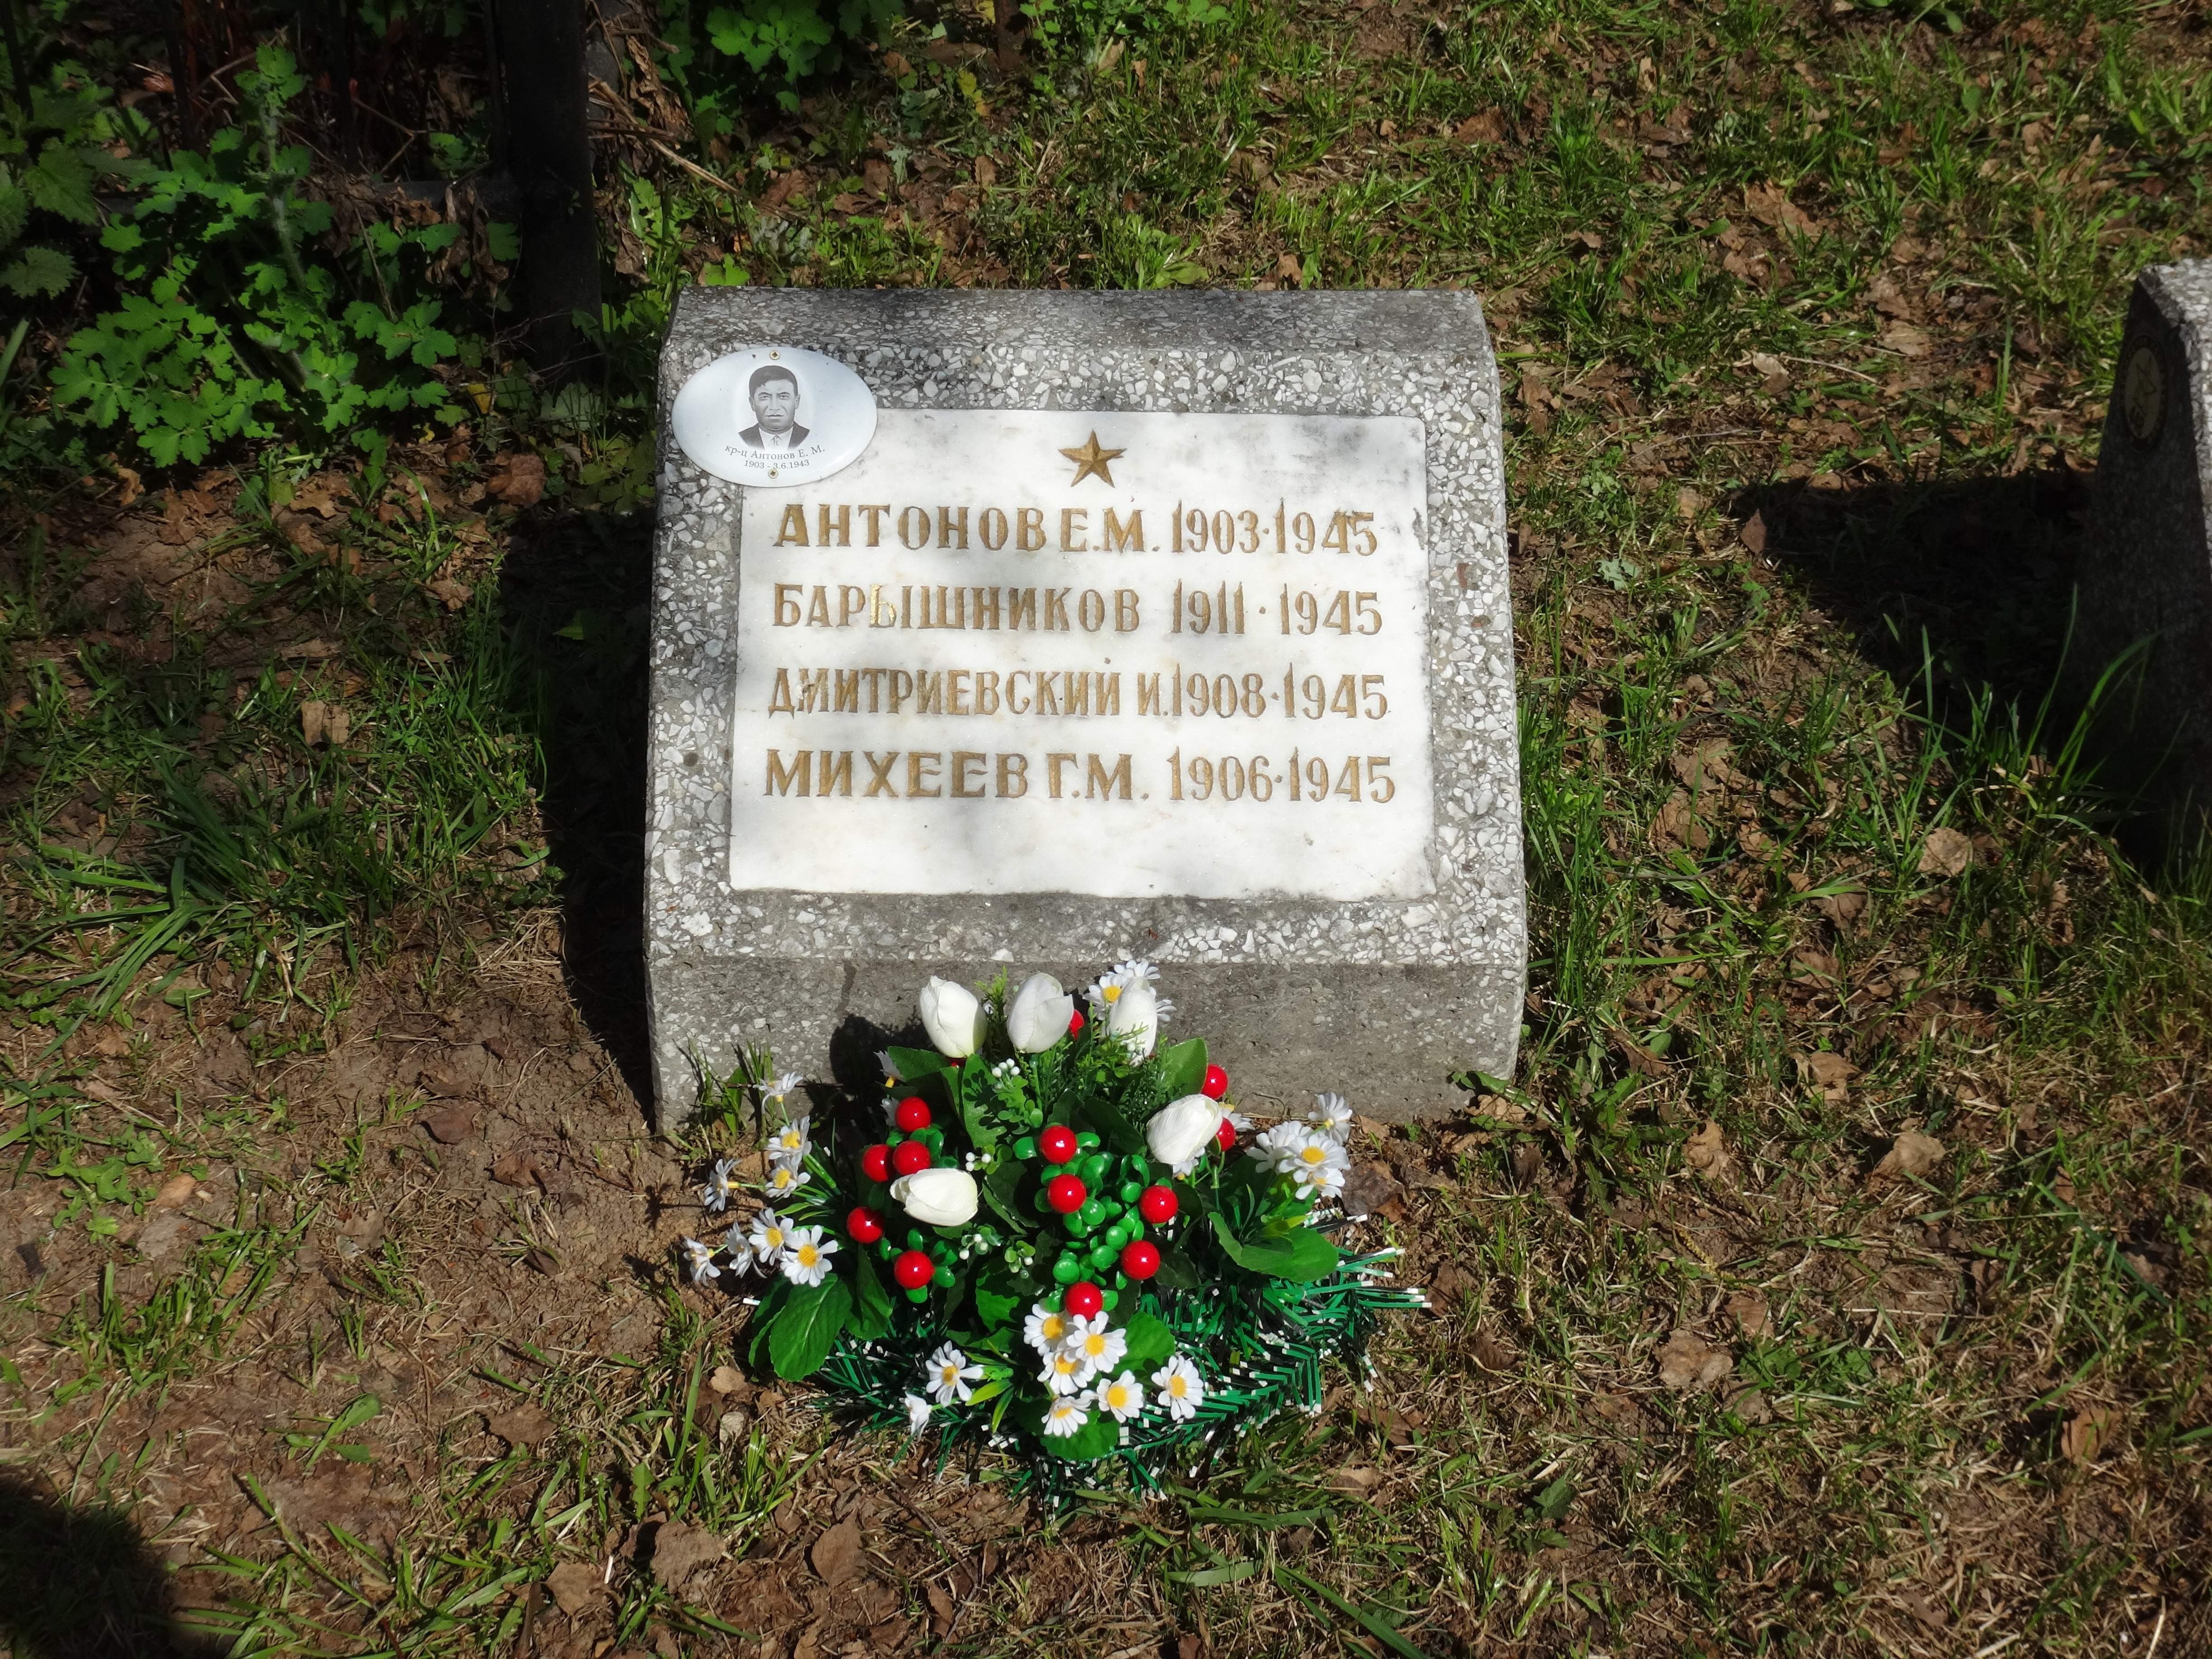 кр-ц Антонов Е. М.
1903 - 3.6.1943
АНТОНОВ Е.М. 1903·1945
БАРЫШНИКОВ 1911·1945
ДМИТРИЕВСКИЙ И. 1908·1945
МИХЕЕВ Г.М. 1906·1945